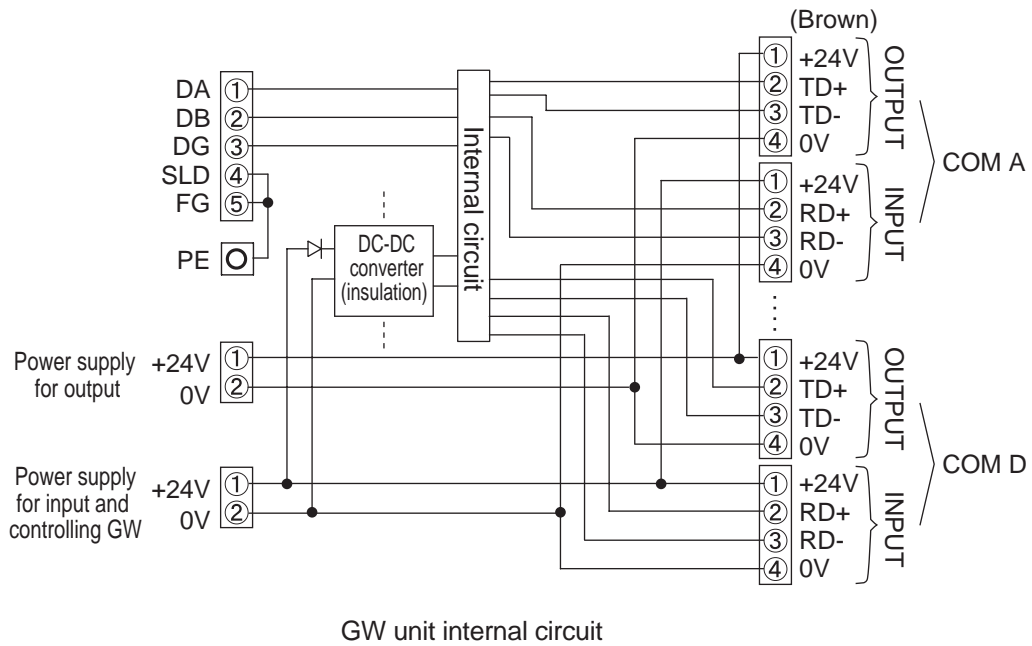 (Brown)
DA ①
DB ②
DG ③
SLD ④
FG ⑤
PE
DC-DC
converter
(insulation)
Internal circuit
① +24V
② TD+
③ TD-
④ 0V
OUTPUT
① +24V
② RD+
③ RD-
④ 0V
INPUT
COM A
Power supply
for output
+24V ①
0V ②
Power supply
for input and
controlling GW
+24V ①
0V ②
① +24V
② TD+
③ TD-
④ 0V
OUTPUT
① +24V
② RD+
③ RD-
④ 0V
INPUT
COM D
GW unit internal circuit